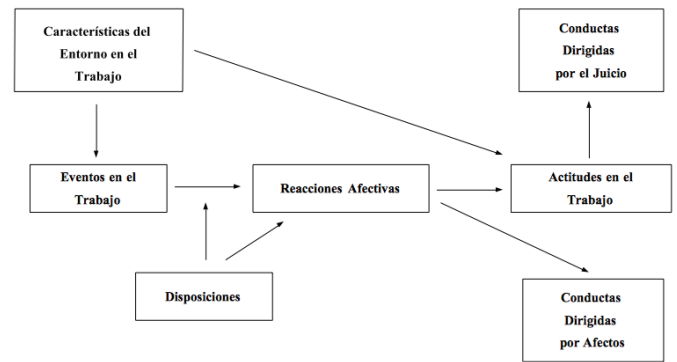 Características del
Entorno en el
Trabajo
Conductas
Dirigidas
por el Juicio
Eventos en el
Trabajo
Reacciones Afectivas
Actitudes en el
Trabajo
Disposiciones
Conductas
Dirigidas
por Afectos